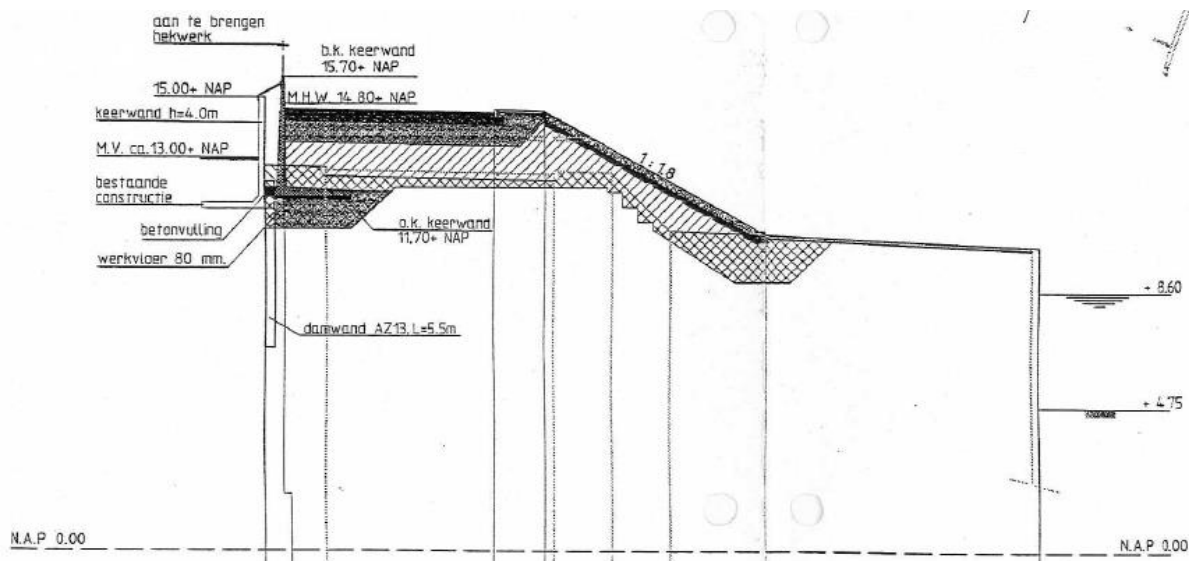 aan te brengen
hekwerk
b.k. keerwand
15.70+ NAP
15.00+ NAP
M.H.W. 14.80+ NAP
keerwand h=4.0m
M.V. ca.13.00+ NAP
1:1.8
bestaande
constructie
o.k. keerwand
11.70+ NAP
betonvulling
werkvloer 80 mm.
+ 8.60
damwand AZ13, L=5.5m
+ 4.75
N.A.P 0.00
N.A.P 0.00